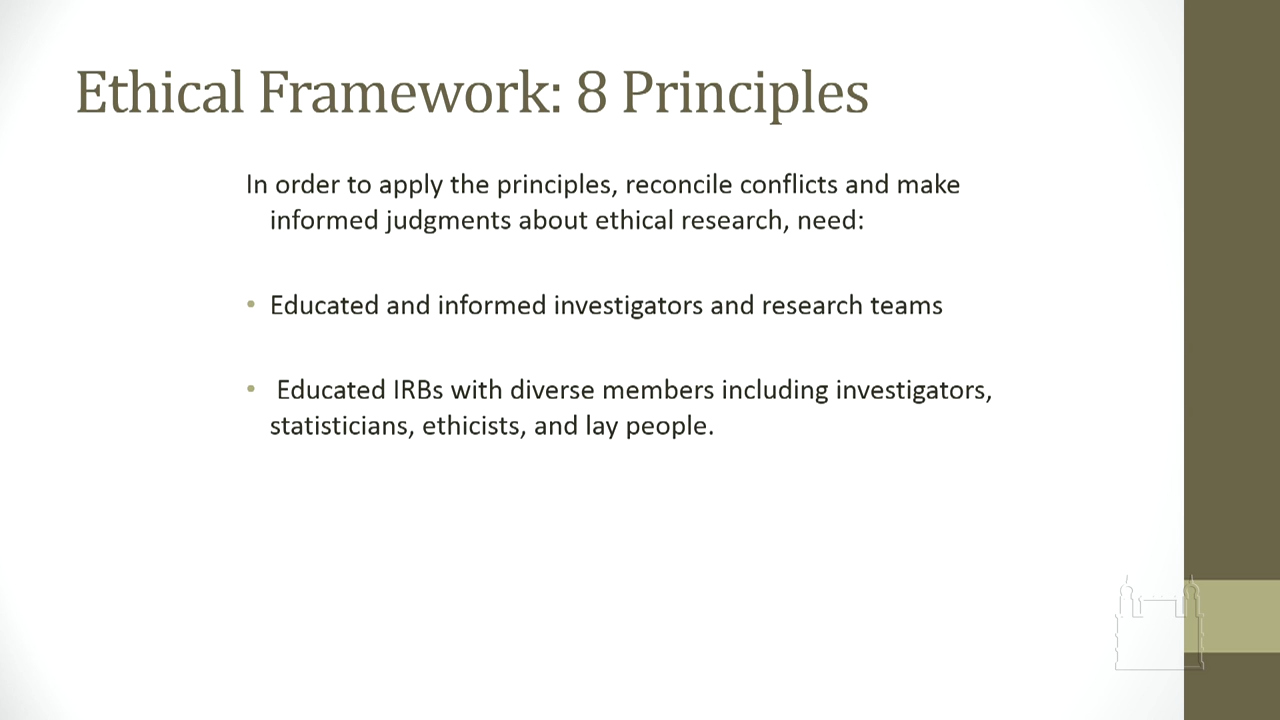 Ethical Framework: 8 Principles
In order to apply the principles, reconcile conflicts and make
informed judgments about ethical research, need:
• Educated and informed investigators and research teams
• Educated IRBs with diverse members including investigators,
statisticians, ethicists, and lay people.